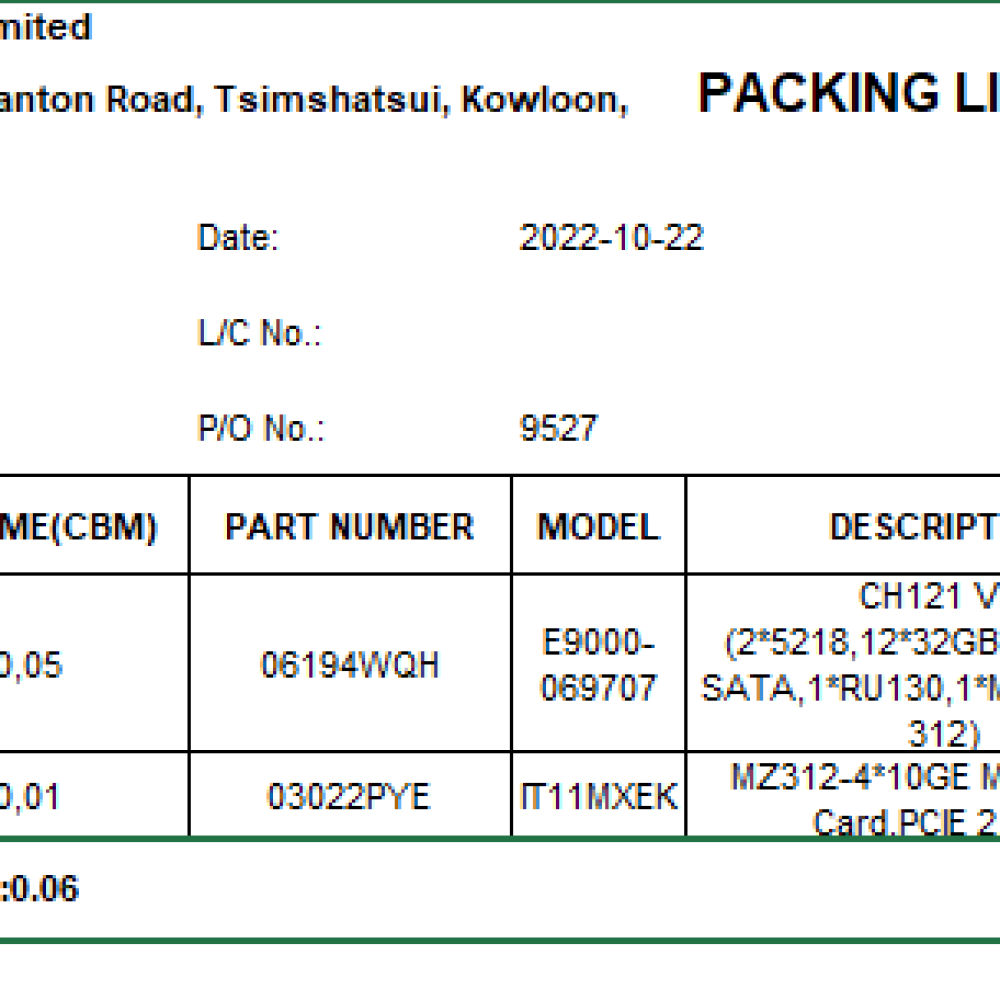 mited
anton Road, Tsimshatsui, Kowloon,
PACKING LI
Date: 2022-10-22
L/C No.:
P/O No.: 9527
ME(CBM) PART NUMBER MODEL DESCRIPT
0,05 06194WQH E9000-
069707
CH121 V
(2*5218,12*32GB
SATA,1*RU130,1*M
312)
0,01 03022PYE IT11MXEK
MZ312-4*10GE M
Card,PCIE 2
:0.06